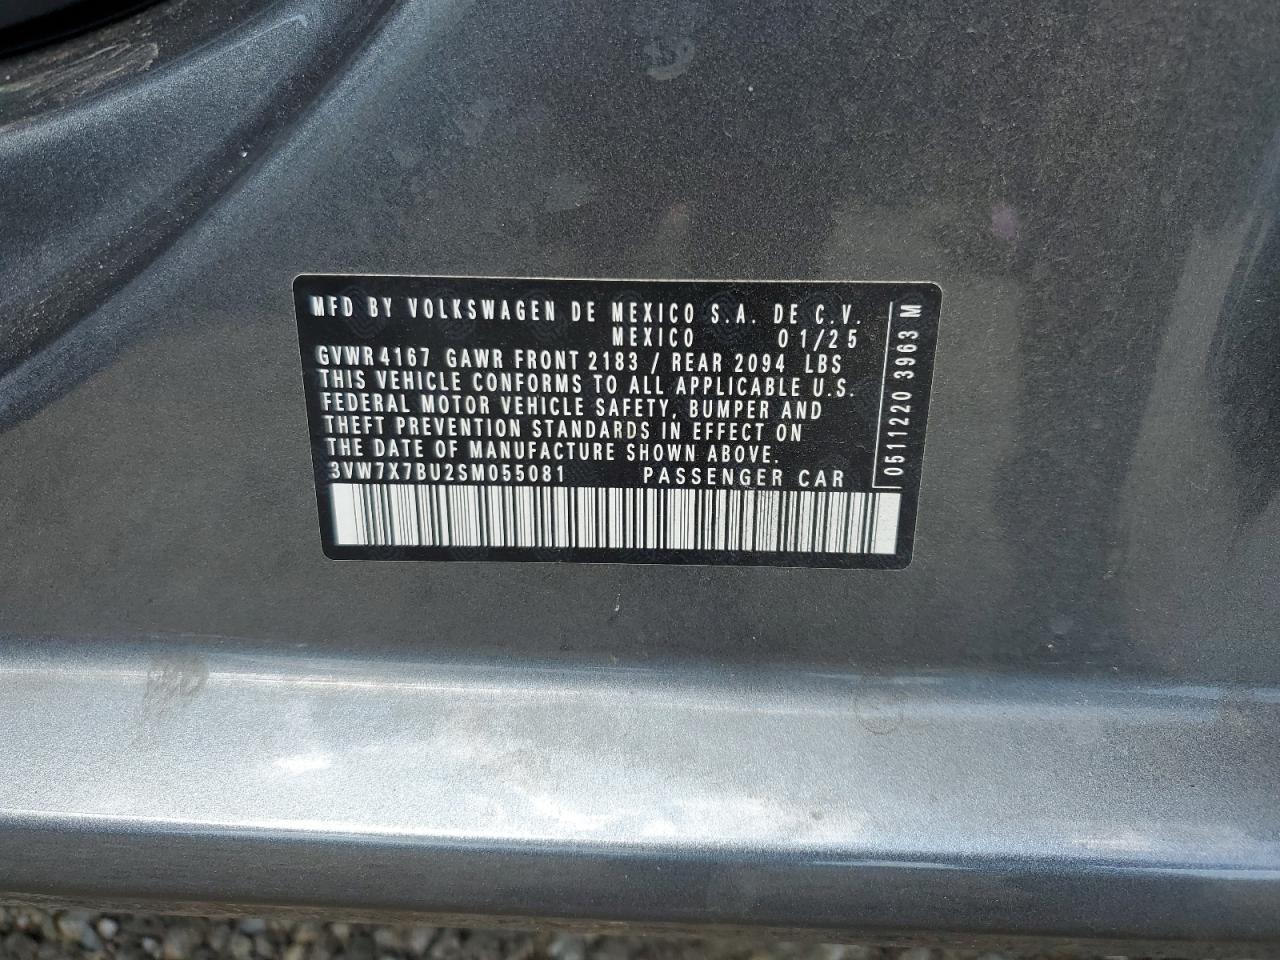 MFD BY VOLKSWAGEN DE MEXICO S.A. DE C.V.
MEXICO 01/25
GVWR 4167 GAWR FRONT 2183 / REAR 2094 LBS
THIS VEHICLE CONFORMS TO ALL APPLICABLE U.S.
FEDERAL MOTOR VEHICLE SAFETY, BUMPER AND
THEFT PREVENTION STANDARDS IN EFFECT ON
THE DATE OF MANUFACTURE SHOWN ABOVE.
3VW7X7BU2SM055081 PASSENGER CAR
0511220 3963 M